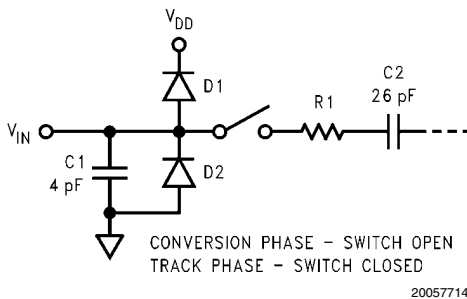 VDD
D1
C2
26 pF
R1
VIN
C1
4 pF
D2
CONVERSION PHASE – SWITCH OPEN
TRACK PHASE – SWITCH CLOSED
20057714